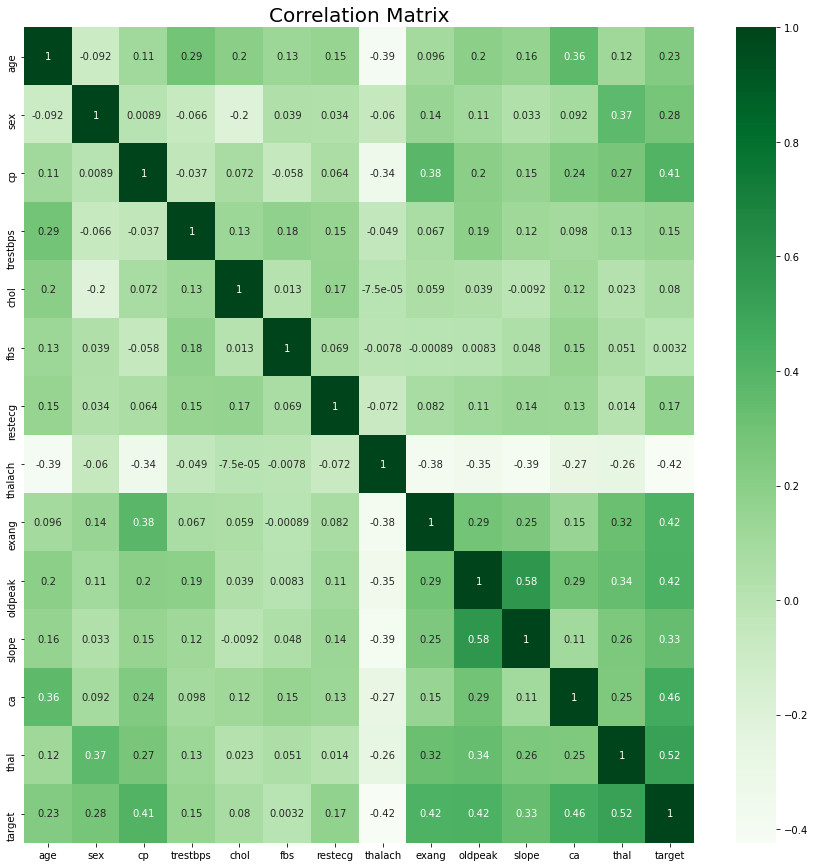 Correlation Matrix
age 1 -0.092 0.11 0.29 0.2 0.13 0.15 -0.39 0.096 0.2 0.16 0.36 0.12 0.23
sex -0.092 1 0.0089 -0.066 -0.2 0.039 0.034 -0.06 0.14 0.11 0.033 0.092 0.37 0.28
cp 0.11 0.0089 1 -0.037 0.072 -0.058 0.064 -0.34 0.38 0.2 0.15 0.24 0.27 0.41
trestbps 0.29 -0.066 -0.037 1 0.13 0.18 0.15 -0.049 0.067 0.19 0.12 0.098 0.13 0.15
chol 0.2 -0.2 0.072 0.13 1 0.013 0.17 -7.5e-05 0.059 0.039 -0.0092 0.12 0.023 0.08
fbs 0.13 0.039 -0.058 0.18 0.013 1 0.069 -0.0078 -0.00089 0.0083 0.048 0.15 0.051 0.0032
restecg 0.15 0.034 0.064 0.15 0.17 0.069 1 -0.072 0.082 0.11 0.14 0.13 0.014 0.17
thalach -0.39 -0.06 -0.34 -0.049 -7.5e-05 -0.0078 -0.072 1 -0.38 -0.35 -0.39 -0.27 -0.26 -0.42
exang 0.096 0.14 0.38 0.067 0.059 -0.00089 0.082 -0.38 1 0.29 0.25 0.15 0.32 0.42
oldpeak 0.2 0.11 0.2 0.19 0.039 0.0083 0.11 -0.35 0.29 1 0.58 0.29 0.34 0.42
slope 0.16 0.033 0.15 0.12 -0.0092 0.048 0.14 -0.39 0.25 0.58 1 0.11 0.26 0.33
ca 0.36 0.092 0.24 0.098 0.12 0.15 0.13 -0.27 0.15 0.29 0.11 1 0.25 0.46
thal 0.12 0.37 0.27 0.13 0.023 0.051 0.014 -0.26 0.32 0.34 0.26 0.25 1 0.52
target 0.23 0.28 0.41 0.15 0.08 0.0032 0.17 -0.42 0.42 0.42 0.33 0.46 0.52 1
age sex cp trestbps chol fbs restecg thalach exang oldpeak slope ca thal target
1.0
0.8
0.6
0.4
0.2
0.0
−0.2
−0.4